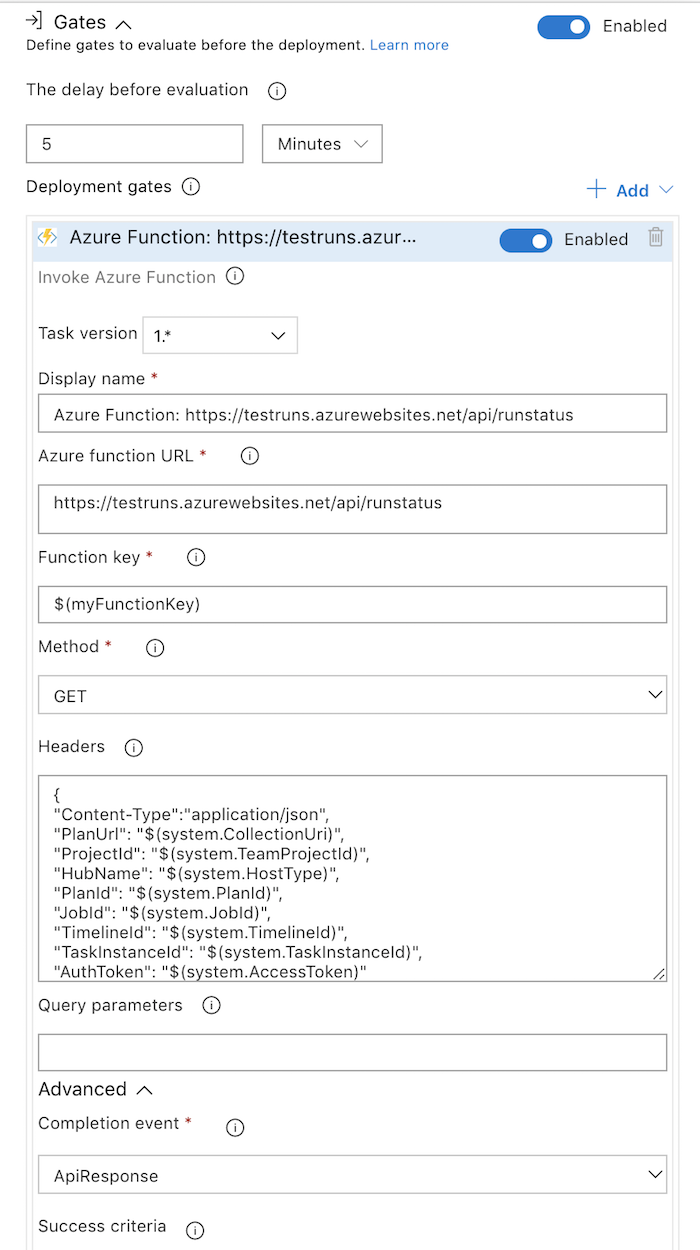 Gates
Enabled
Define gates to evaluate before the deployment. Learn more
The delay before evaluation
5
Minutes
Deployment gates
Add
Azure Function: https://testruns.azur...
Enabled
Invoke Azure Function
Task version
1.*
Display name *
Azure Function: https://testruns.azurewebsites.net/api/runstatus
Azure function URL *
https://testruns.azurewebsites.net/api/runstatus
Function key *
$(myFunctionKey)
Method *
GET
Headers
{
"Content-Type":"application/json",
"PlanUrl": "$(system.CollectionUri)",
"ProjectId": "$(system.TeamProjectId)",
"HubName": "$(system.HostType)",
"PlanId": "$(system.PlanId)",
"JobId": "$(system.JobId)",
"TimelineId": "$(system.TimelineId)",
"TaskInstanceId": "$(system.TaskInstanceId)",
"AuthToken": "$(system.AccessToken)"
Query parameters
Advanced
Completion event *
ApiResponse
Success criteria